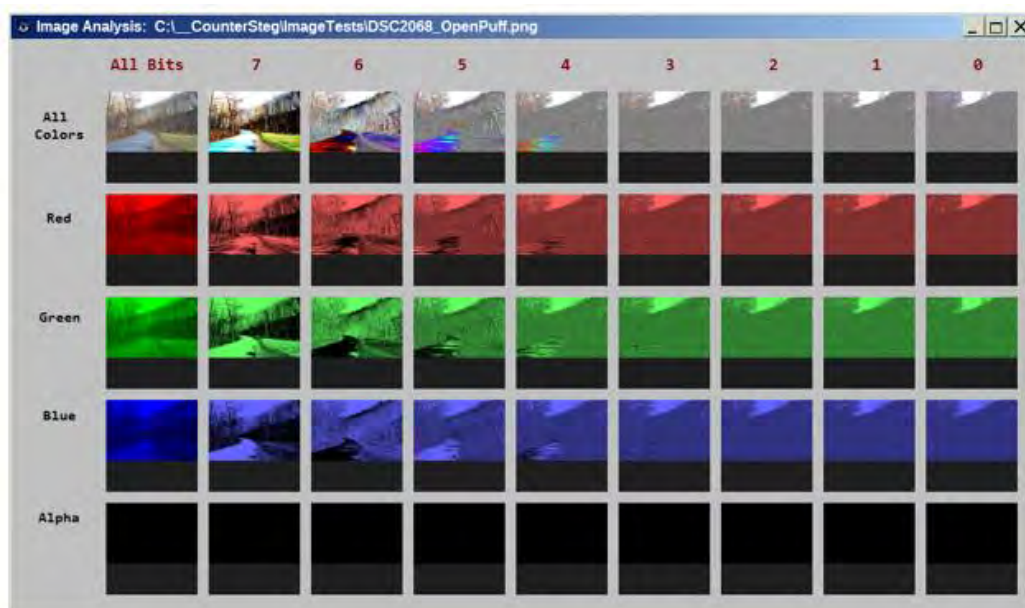 Image Analysis: C:\__CounterSteg\ImageTests\DSC2068_OpenPuff.png
All Bits 7 6 5 4 3 2 1 0
All
Colors
Red
Green
Blue
Alpha